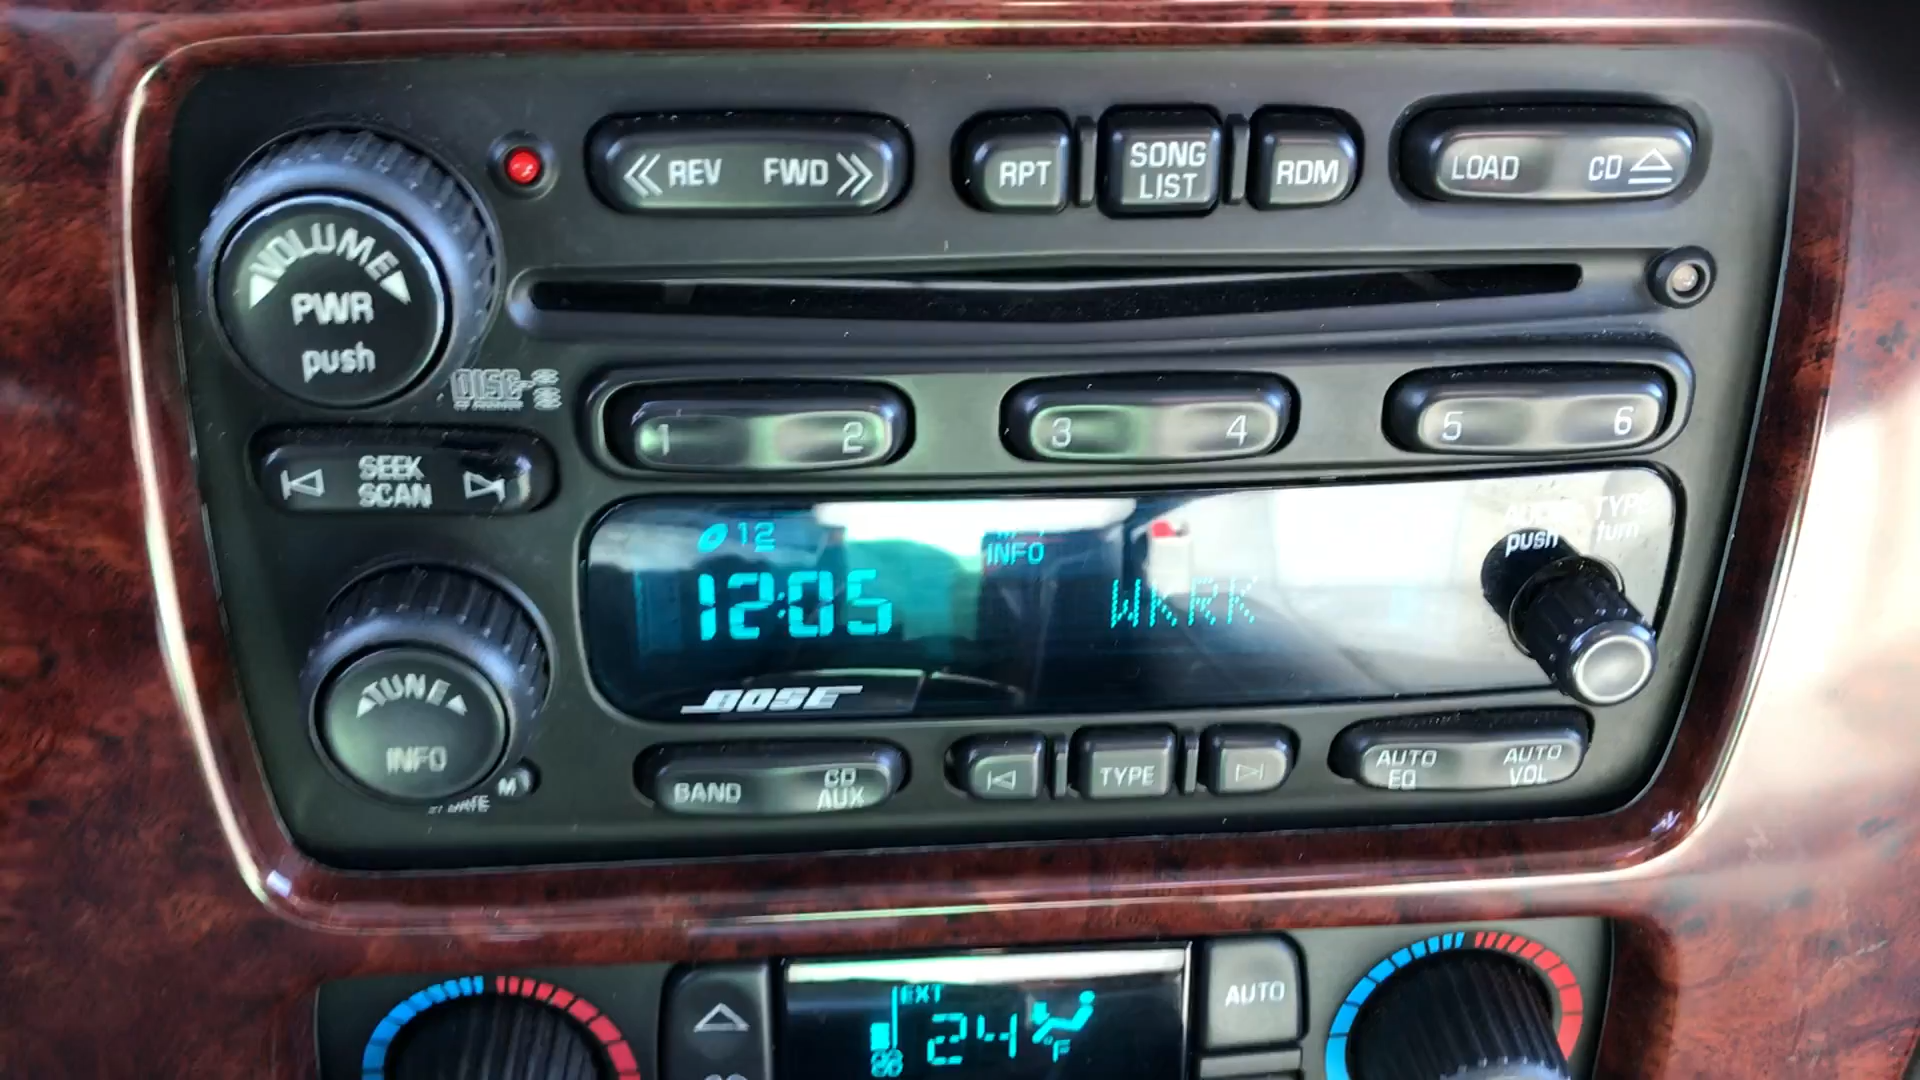 REV FWD
RPT
SONG
LIST
RDM
LOAD CD
VOLUME
PWR
push
DISC
1 2
3 4
5 6
SEEK
SCAN
12
INFO
12:05
WKRK
push
turn
BOSE
TUNE
INFO
BAND
CD
AUX
TYPE
AUTO
EQ
AUTO
VOL
EXT
24 °F
AUTO